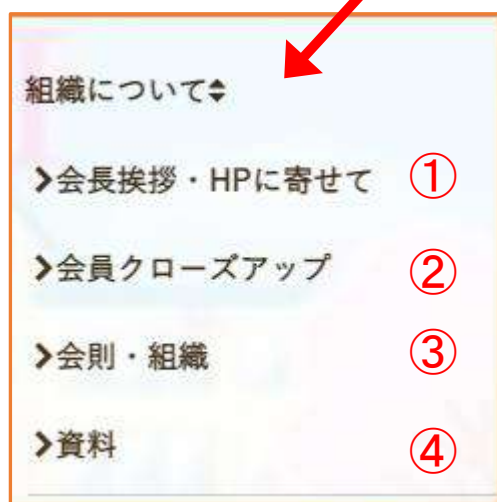 組織について
会長挨拶・HPに寄せて ①
会員クローズアップ ②
会則・組織 ③
資料 ④